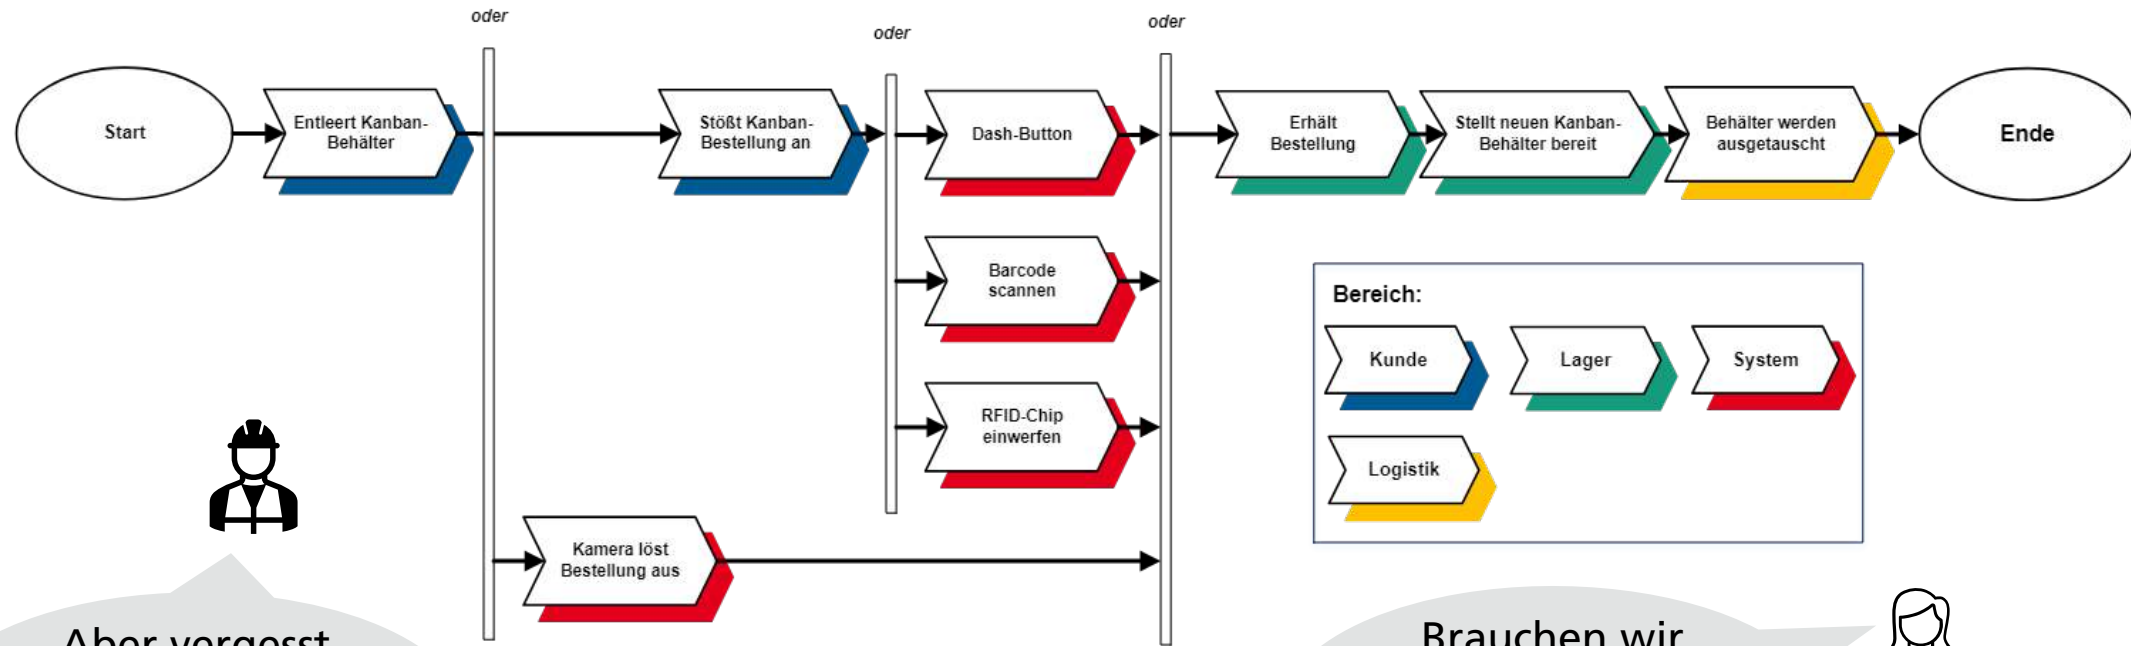 oder
oder
oder
Start
Entleert Kanban-
Behälter
Stößt Kanban-
Bestellung an
Dash-Button
Erhält
Bestellung
Stellt neuen Kanban-
Behälter bereit
Behälter werden
ausgetauscht
Ende
Barcode
scannen
RFID-Chip
einwerfen
Kamera löst
Bestellung aus
Bereich:
Kunde
Lager
System
Logistik
Aber vergesst
Brauchen wir